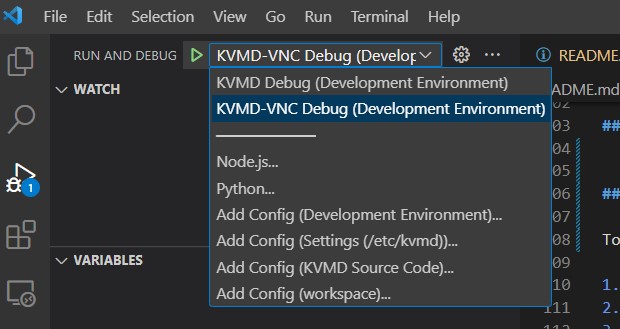 File Edit Selection View Go Run Terminal Help
RUN AND DEBUG KVMD-VNC Debug (Develop README.
WATCH
KVMD Debug (Development Environment)
ADME.md
KVMD-VNC Debug (Development Environment)
Node.js...
Python...
Add Config (Development Environment)...
Add Config (Settings (/etc/kvmd))...
Add Config (KVMD Source Code)...
Add Config (workspace)...
VARIABLES
1
03 ##
04
05
06 ##
07
08 To
09
10 1.
11 2.